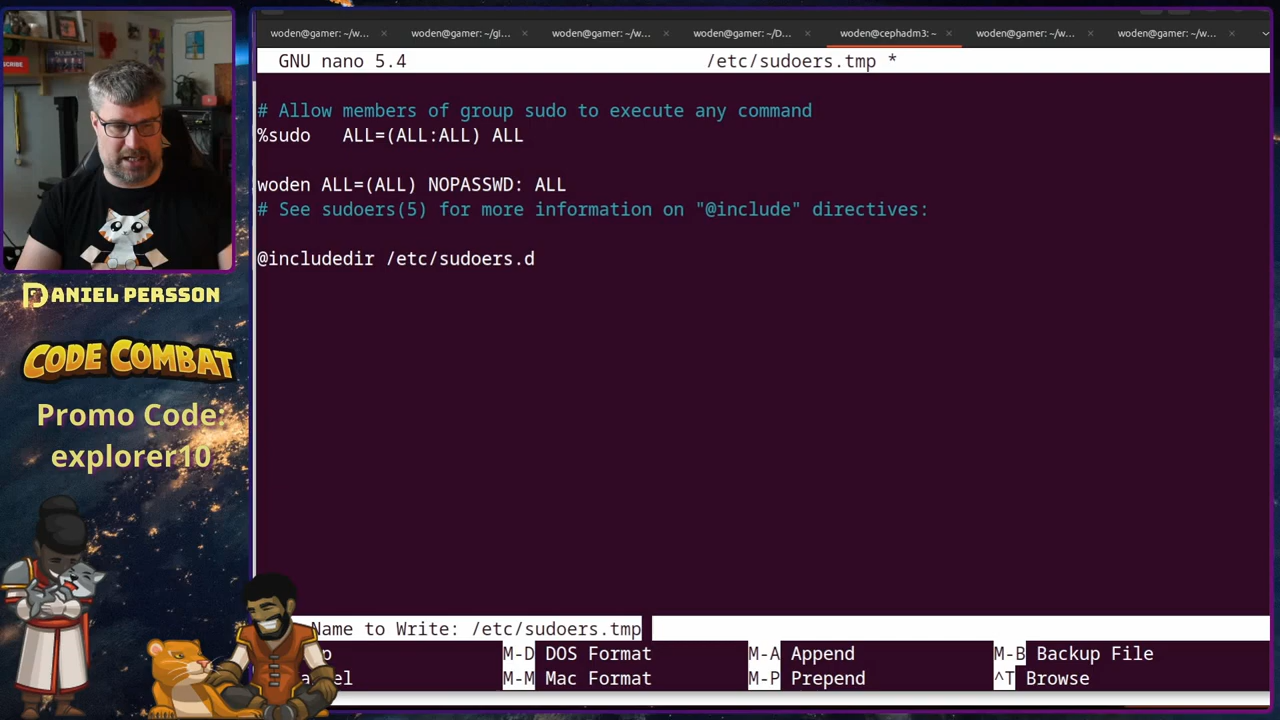 woden@gamer: ~/w... × woden@gamer: ~/gl... × woden@gamer: ~/w... × woden@gamer: ~/D... × woden@cephadm3: ~ × woden@gamer: ~/w... × woden@gamer: ~/w... ×
GNU nano 5.4 /etc/sudoers.tmp *
# Allow members of group sudo to execute any command
%sudo ALL=(ALL:ALL) ALL
woden ALL=(ALL) NOPASSWD: ALL
# See sudoers(5) for more information on "@include" directives:
@includedir /etc/sudoers.d
SCRIBE
DANIEL PERSSON
CODE COMBAT
Promo Code:
explorer10
Name to Write: /etc/sudoers.tmp
M-D DOS Format M-A Append M-B Backup File
M-M Mac Format M-P Prepend ^T Browse